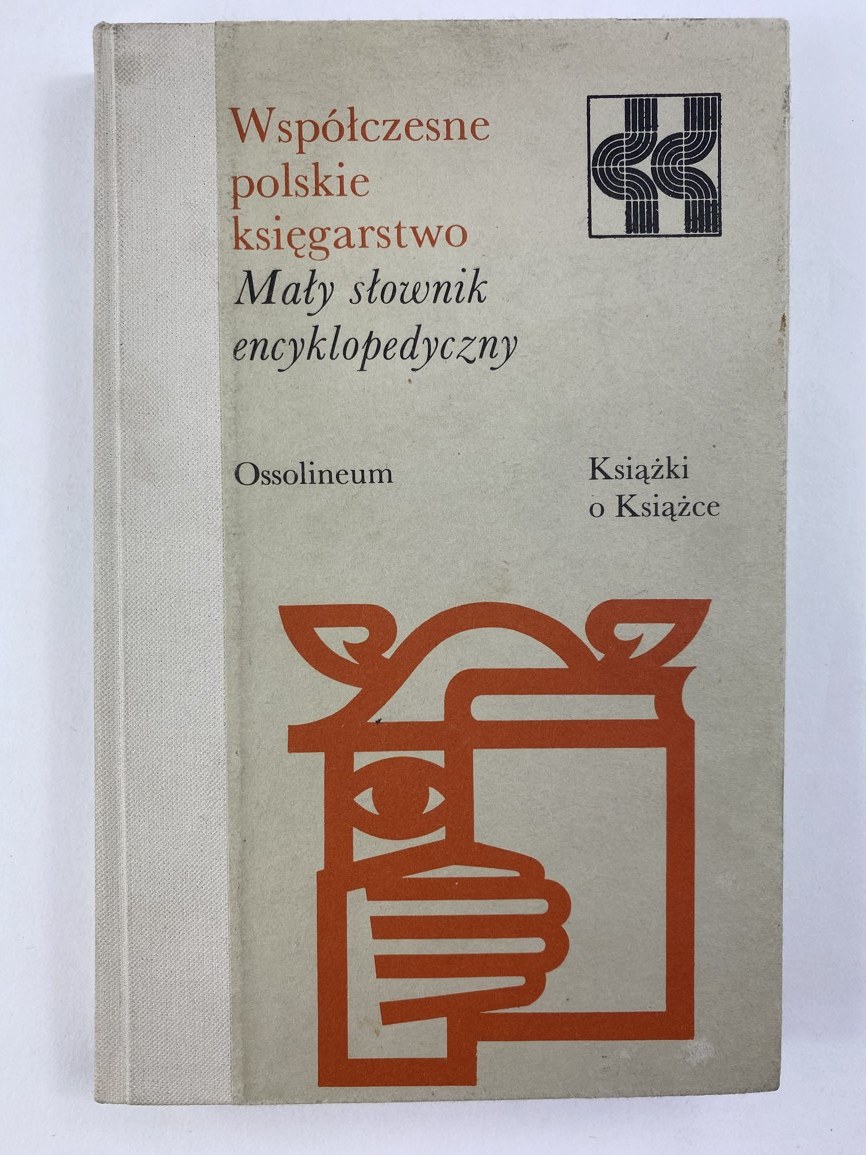 Współczesne
polskie
księgarstwo
Mały słownik
encyklopedyczny
Ossolineum
Książki
o Książce